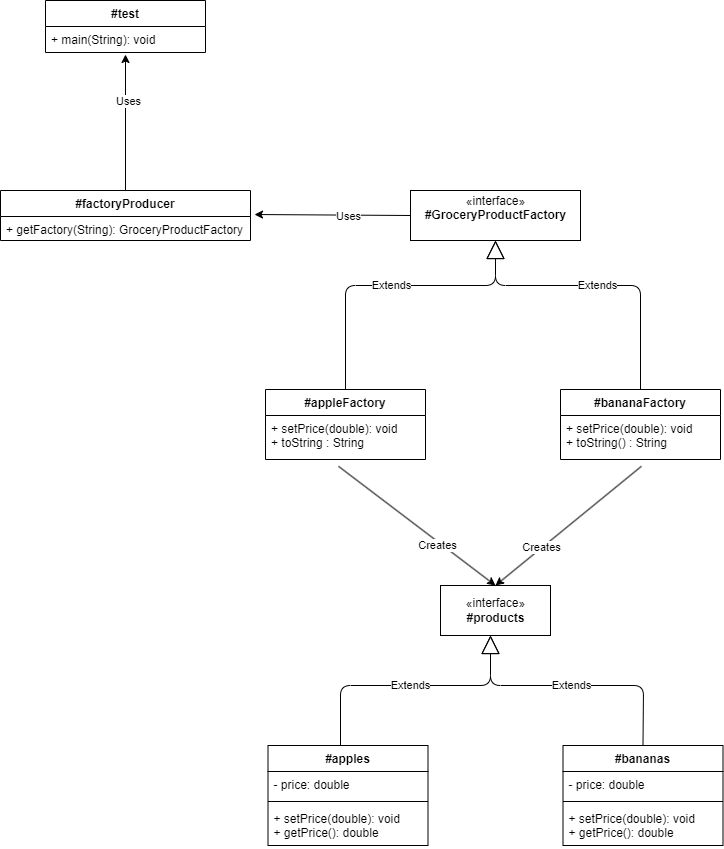 #test
+ main(String): void
Uses
#factoryProducer
+ getFactory(String): GroceryProductFactory
Uses
«interface»
#GroceryProductFactory
Extends
Extends
#appleFactory
+ setPrice(double): void
+ toString : String
#bananaFactory
+ setPrice(double): void
+ toString() : String
Creates
Creates
«interface»
#products
Extends
Extends
#apples
- price: double
+ setPrice(double): void
+ getPrice(): double
#bananas
- price: double
+ setPrice(double): void
+ getPrice(): double